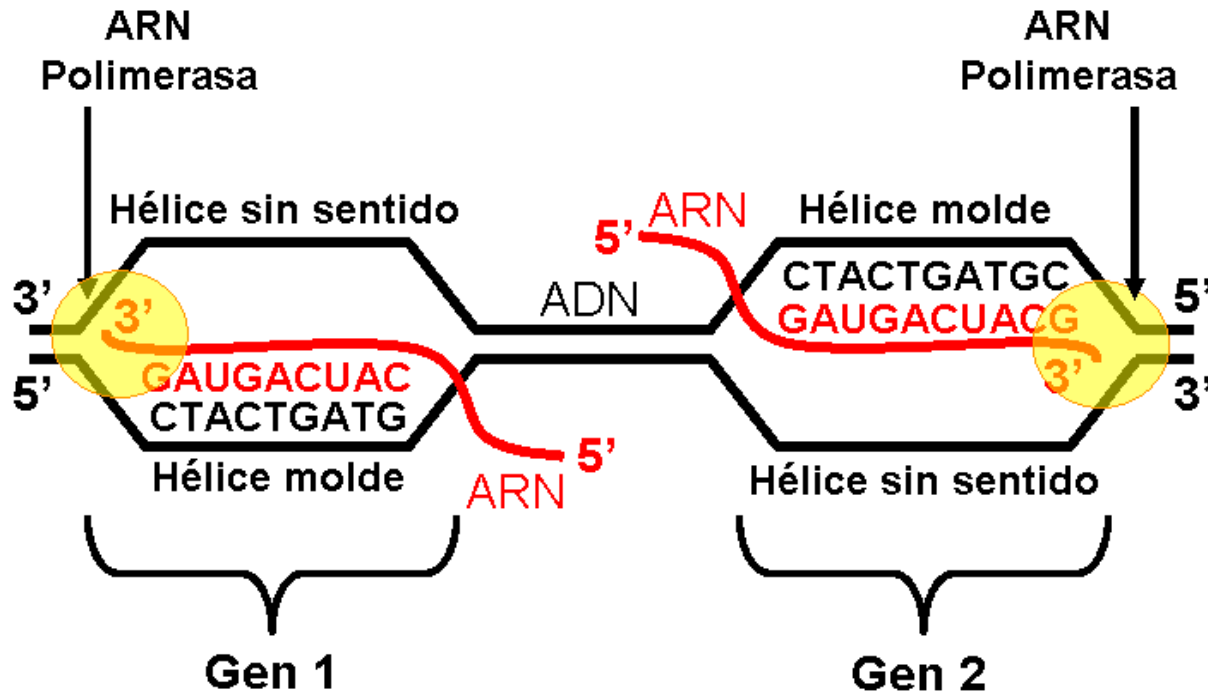 ARN
Polimerasa
ARN
Polimerasa
Hélice sin sentido
5’
ARN
Hélice molde
3’
3’
ADN
CTACTGATGC
GAUGACUACG
5’
5’
GAUGACUAC
CTACTGATG
3’
3’
Hélice molde
5’
ARN
Hélice sin sentido
Gen 1
Gen 2